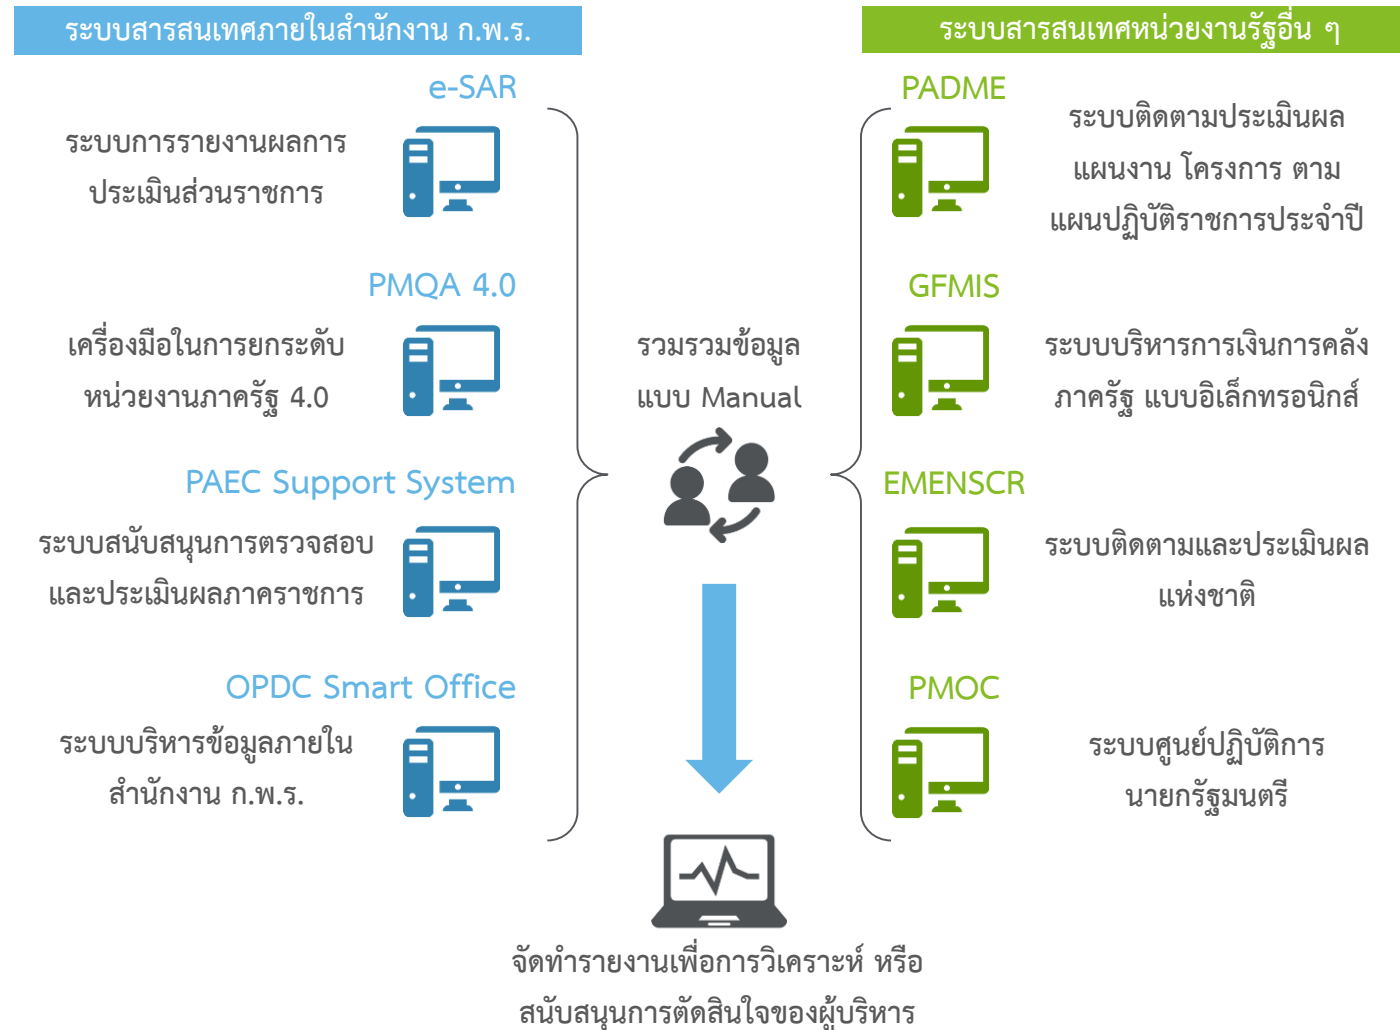 ระบบสารสนเทศภายในสำนักงาน ก.พ.ร.
e-SAR
ระบบการรายงานผลการ
ประเมินส่วนราชการ
PMQA 4.0
เครื่องมือในการยกระดับ
หน่วยงานภาครัฐ 4.0
PAEC Support System
ระบบสนับสนุนการตรวจสอบ
และประเมินผลภาคราชการ
OPDC Smart Office
ระบบบริหารข้อมูลภายใน
สำนักงาน ก.พ.ร.
รวมรวมข้อมูล
แบบ Manual
ระบบสารสนเทศหน่วยงานรัฐอื่น ๆ
PADME
ระบบติดตามประเมินผล
แผนงาน โครงการ ตาม
แผนปฏิบัติราชการประจำปี
GFMIS
ระบบบริหารการเงินการคลัง
ภาครัฐ แบบอิเล็กทรอนิกส์
EMENSCR
ระบบติดตามและประเมินผล
แห่งชาติ
PMOC
ระบบศูนย์ปฏิบัติการ
นายกรัฐมนตรี
จัดทำรายงานเพื่อการวิเคราะห์ หรือ
สนับสนุนการตัดสินใจของผู้บริหาร